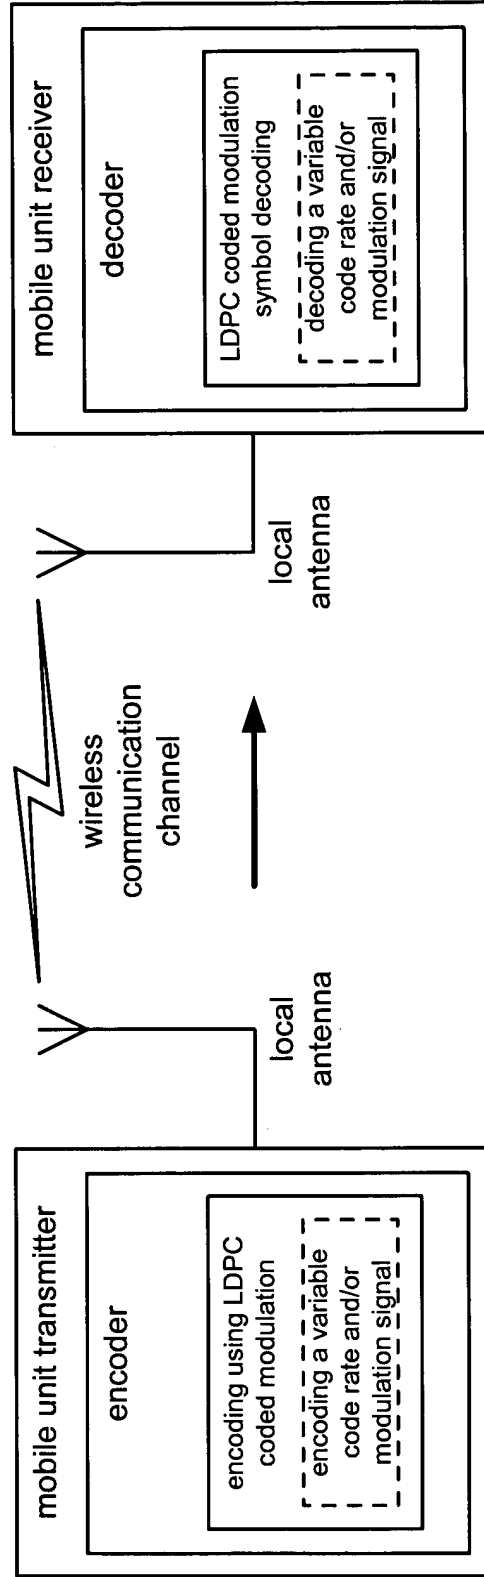 mobile unit transmitter
encoder
encoding using LDPC
coded modulation
encoding a variable
code rate and/or
modulation signal
local
antenna
wireless
communication
channel
local
antenna
mobile unit receiver
decoder
LDPC coded modulation
symbol decoding
decoding a variable
code rate and/or
modulation signal